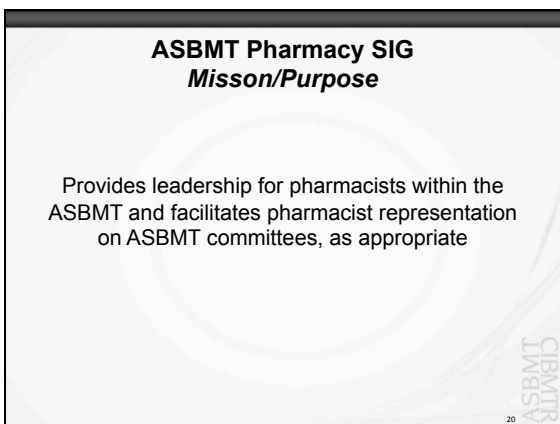 ASBMT Pharmacy SIG
Misson/Purpose
Provides leadership for pharmacists within the
ASBMT and facilitates pharmacist representation
on ASBMT committees, as appropriate
ASBMT
CIBMTR
20